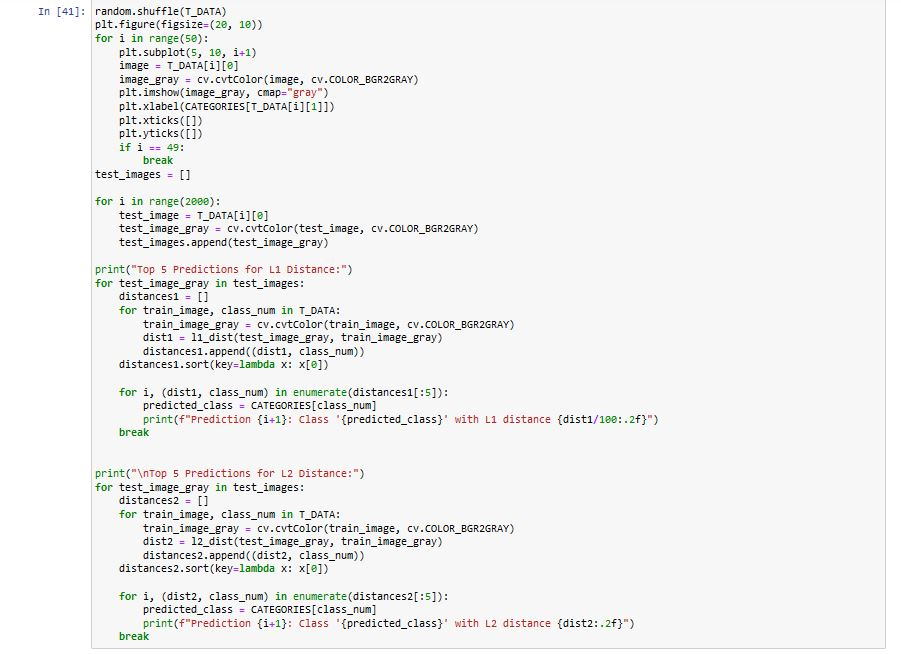 In [41]: random.shuffle(T_DATA)
plt.figure(figsize=(20, 10))
for i in range(50):
    plt.subplot(5, 10, i+1)
    image = T_DATA[i][0]
    image_gray = cv.cvtColor(image, cv.COLOR_BGR2GRAY)
    plt.imshow(image_gray, cmap="gray")
    plt.xlabel(CATEGORIES[T_DATA[i][1]])
    plt.xticks([])
    plt.yticks([])
    if i == 49:
        break
test_images = []

for i in range(2000):
    test_image = T_DATA[i][0]
    test_image_gray = cv.cvtColor(test_image, cv.COLOR_BGR2GRAY)
    test_images.append(test_image_gray)

print("Top 5 Predictions for L1 Distance:")
for test_image_gray in test_images:
    distances1 = []
    for train_image, class_num in T_DATA:
        train_image_gray = cv.cvtColor(train_image, cv.COLOR_BGR2GRAY)
        dist1 = l1_dist(test_image_gray, train_image_gray)
        distances1.append((dist1, class_num))
    distances1.sort(key=lambda x: x[0])

    for i, (dist1, class_num) in enumerate(distances1[:5]):
        predicted_class = CATEGORIES[class_num]
        print(f"Prediction {i+1}: Class '{predicted_class}' with L1 distance {dist1/100:.2f}")
    break


print("\nTop 5 Predictions for L2 Distance:")
for test_image_gray in test_images:
    distances2 = []
    for train_image, class_num in T_DATA:
        train_image_gray = cv.cvtColor(train_image, cv.COLOR_BGR2GRAY)
        dist2 = l2_dist(test_image_gray, train_image_gray)
        distances2.append((dist2, class_num))
    distances2.sort(key=lambda x: x[0])

    for i, (dist2, class_num) in enumerate(distances2[:5]):
        predicted_class = CATEGORIES[class_num]
        print(f"Prediction {i+1}: Class '{predicted_class}' with L2 distance {dist2:.2f}")
    break